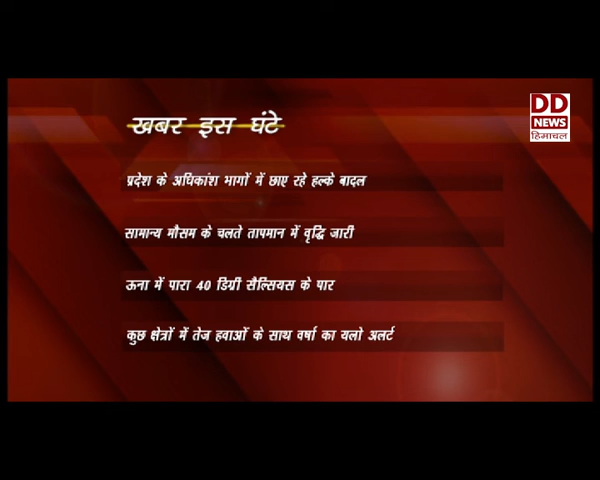 DD
NEWS
हिमाचल
खबर इस घंटे
प्रदेश के अधिकांश भागों में छाए रहे हल्के बादल
सामान्य मौसम के चलते तापमान में वृद्धि जारी
ऊना में पारा 40 डिग्री सैल्सियस के पार
कुछ क्षेत्रों में तेज हवाओं के साथ वर्षा का यलो अलर्ट